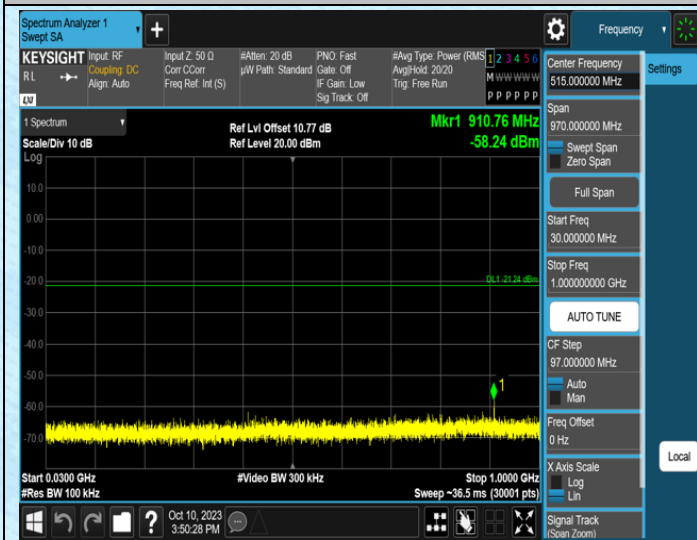 Spectrum Analyzer 1
Swept SA
+
Frequency
KEYSIGHT
RL
LXI
Input: RF
Coupling: DC
Align: Auto
Input Z: 50 Ω
Corr CCorr
Freq Ref: Int (S)
#Atten: 20 dB
µW Path: Standard
PNO: Fast
Gate: Off
IF Gain: Low
Sig Track: Off
#Avg Type: Power (RMS
Avg|Hold: 20/20
Trig: Free Run
1 2 3 4 5 6
M W W W W W
P P P P P P
Center Frequency
515.000000 MHz
Settings
Span
970.000000 MHz
Swept Span
Zero Span
Full Span
Start Freq
30.000000 MHz
Stop Freq
1.000000000 GHz
AUTO TUNE
CF Step
97.000000 MHz
Auto
Man
Freq Offset
0 Hz
X Axis Scale
Log
Lin
Signal Track
(Span Zoom)
Local
1 Spectrum
Scale/Div 10 dB
Log
Ref Lvl Offset 10.77 dB
Ref Level 20.00 dBm
Mkr1 910.76 MHz
-58.24 dBm
10.0
0.00
-10.0
-20.0
DL1 -21.24 dBm
-30.0
-40.0
-50.0
1
-60.0
-70.0
Start 0.0300 GHz
#Res BW 100 kHz
#Video BW 300 kHz
Stop 1.0000 GHz
Sweep ~36.5 ms (30001 pts)
?
Oct 10, 2023
3:50:28 PM